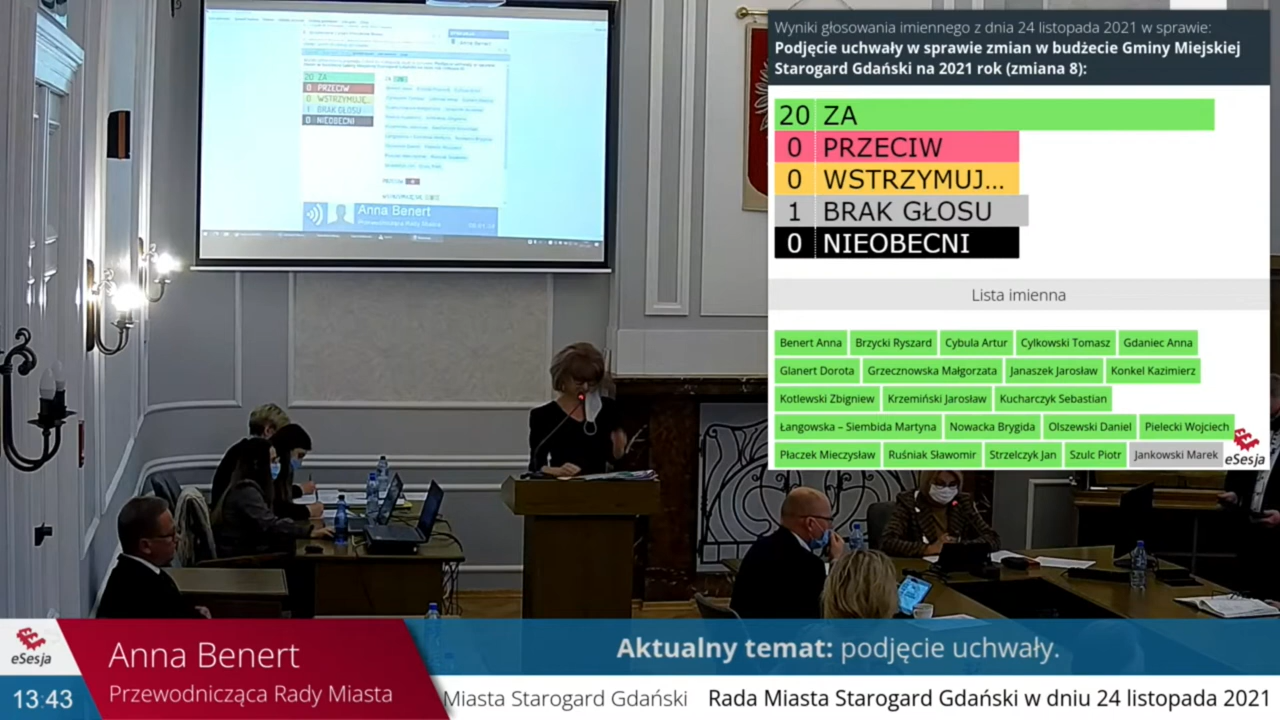 Wyniki głosowania imiennego z dnia 24 listopada 2021 w sprawie:
Podjęcie uchwały w sprawie zmian w budżecie Gminy Miejskiej
Starogard Gdański na 2021 rok (zmiana 8):
20 ZA
0 PRZECIW
0 WSTRZYMUJ...
1 BRAK GŁOSU
0 NIEOBECNI
Lista imienna
Benert Anna Brzycki Ryszard Cybula Artur Cylkowski Tomasz Gdaniec Anna
Glanert Dorota Grzecznowska Małgorzata Janaszek Jarosław Konkel Kazimierz
Kotlewski Zbigniew Krzemiński Jarosław Kucharczyk Sebastian
Łangowska – Siembida Martyna Nowacka Brygida Olszewski Daniel Pielecki Wojciech
Płaczek Mieczysław Ruśniak Sławomir Strzelczyk Jan Szulc Piotr Jankowski Marek
eSesja
20 ZA
0 PRZECIW
0 WSTRZYMUJĘ...
1 BRAK GŁOSU
0 NIEOBECNI
Anna Benert
Przewodnicząca Rady Miasta
eSesja
13:43
Anna Benert
Przewodnicząca Rady Miasta
Aktualny temat: podjęcie uchwały.
Miasta Starogard Gdański Rada Miasta Starogard Gdański w dniu 24 listopada 2021